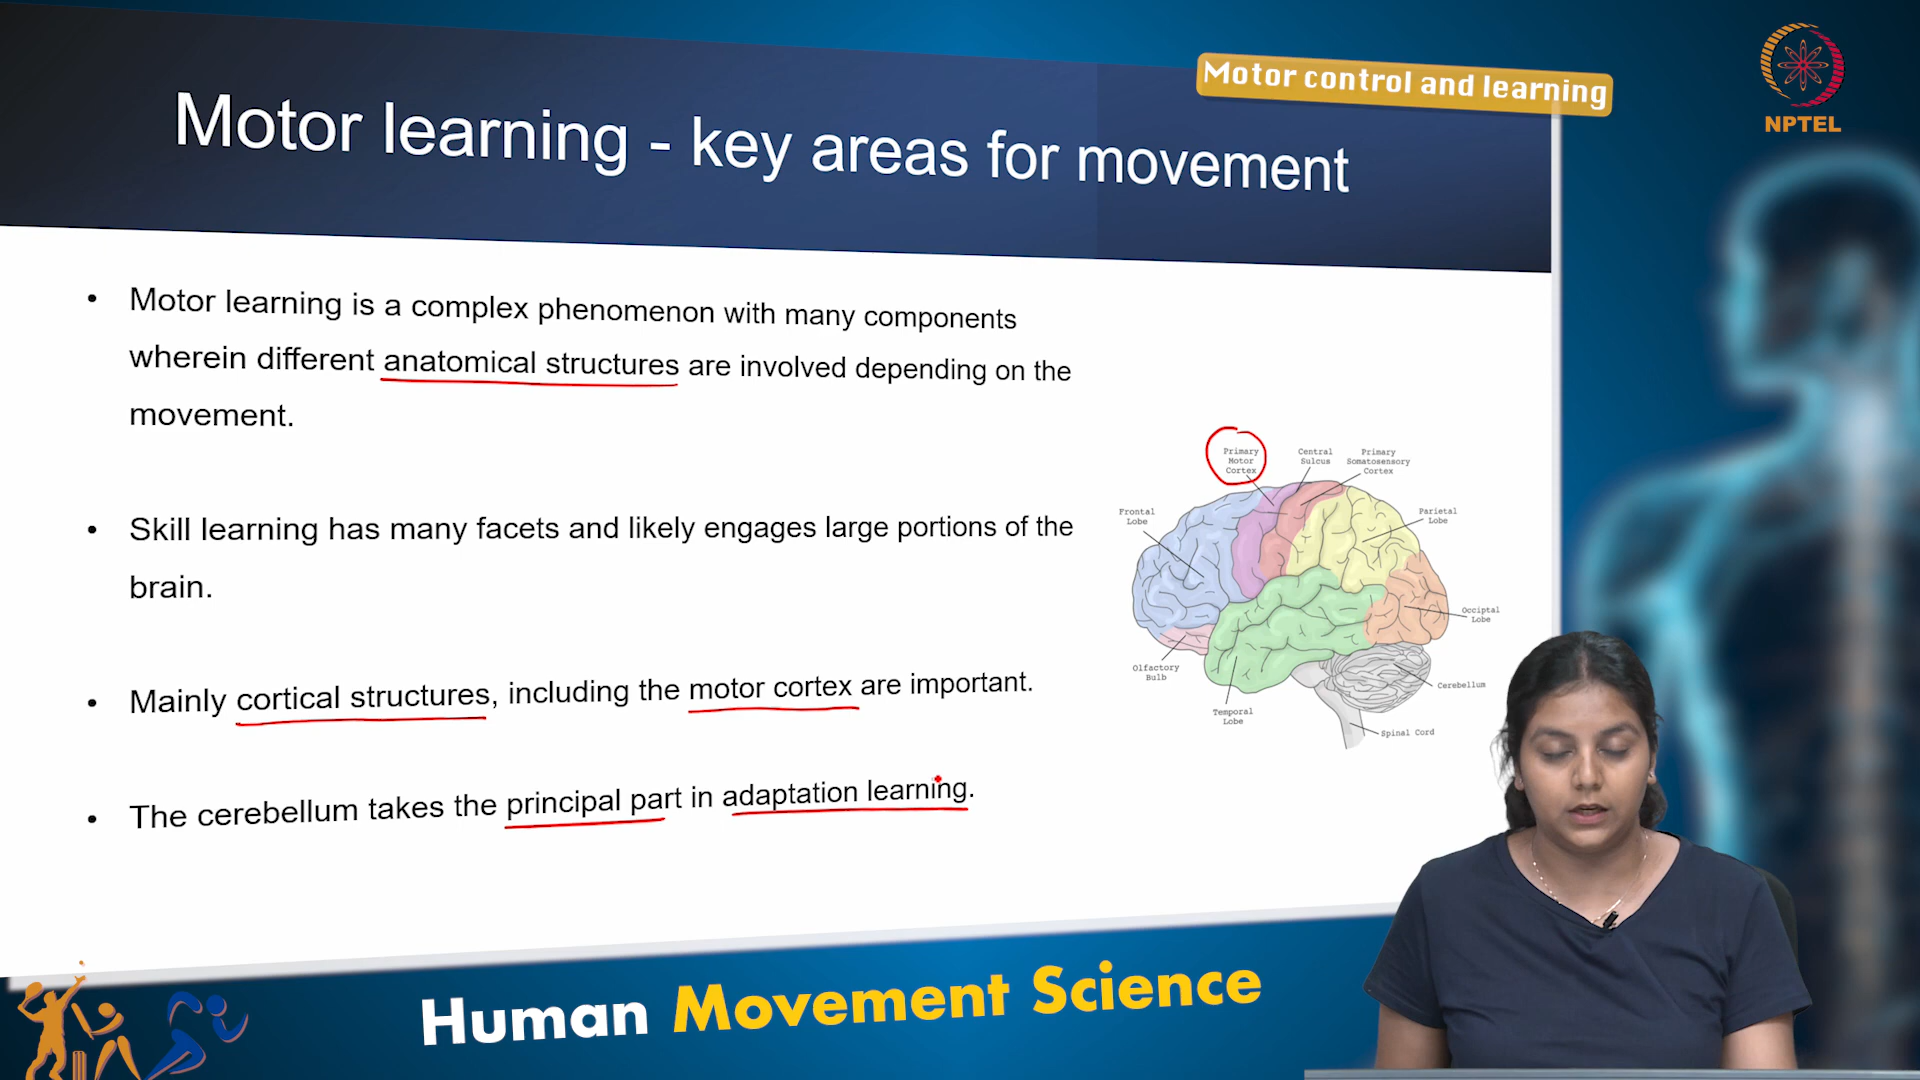 Motor control and learning
NPTEL
Motor learning - key areas for movement
• Motor learning is a complex phenomenon with many components
wherein different anatomical structures are involved depending on the
movement.
• Skill learning has many facets and likely engages large portions of the
brain.
• Mainly cortical structures, including the motor cortex are important.
• The cerebellum takes the principal part in adaptation learning.
Primary
Motor
Cortex
Central
Sulcus
Primary
Somatosensory
Cortex
Frontal
Lobe
Parietal
Lobe
Occiptal
Lobe
Olfactory
Bulb
Cerebellum
Temporal
Lobe
Spinal Cord
Human Movement Science